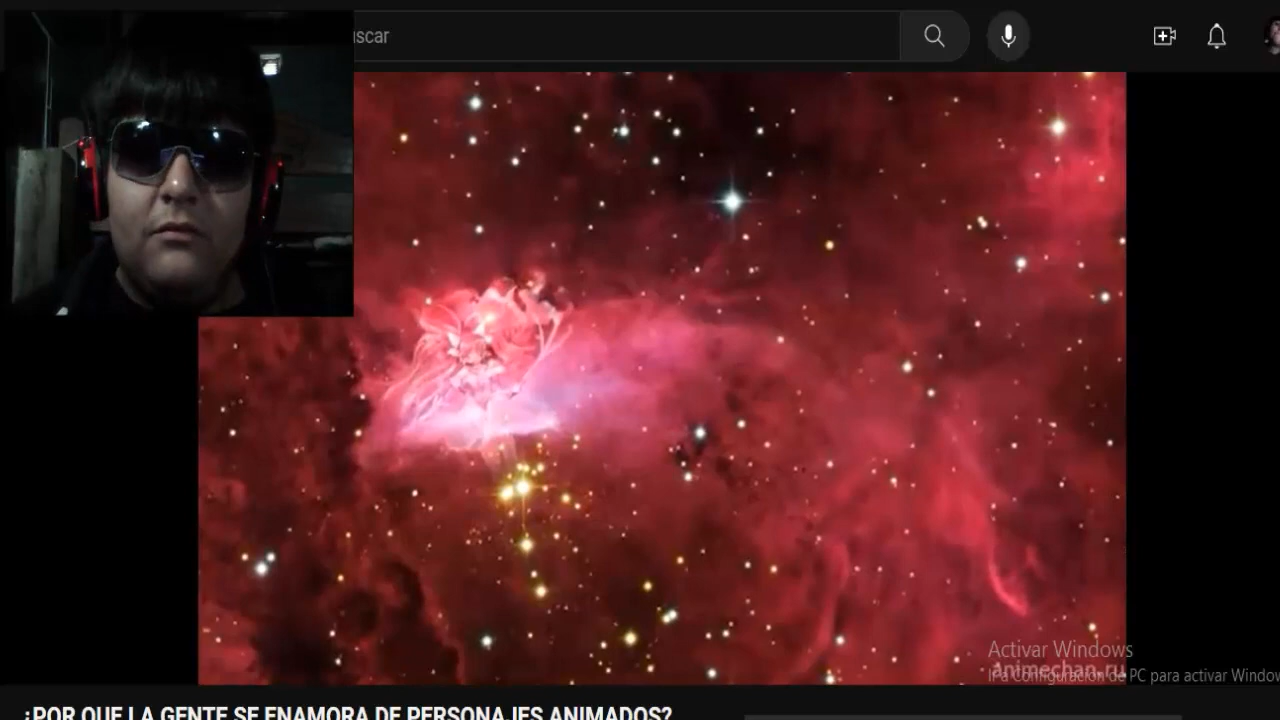 scar
Activar Windows
Ir a Configuración de PC para activar Window
animechan.ru
¿POR QUE LA GENTE SE ENAMORA DE PERSONAJES ANIMADOS?